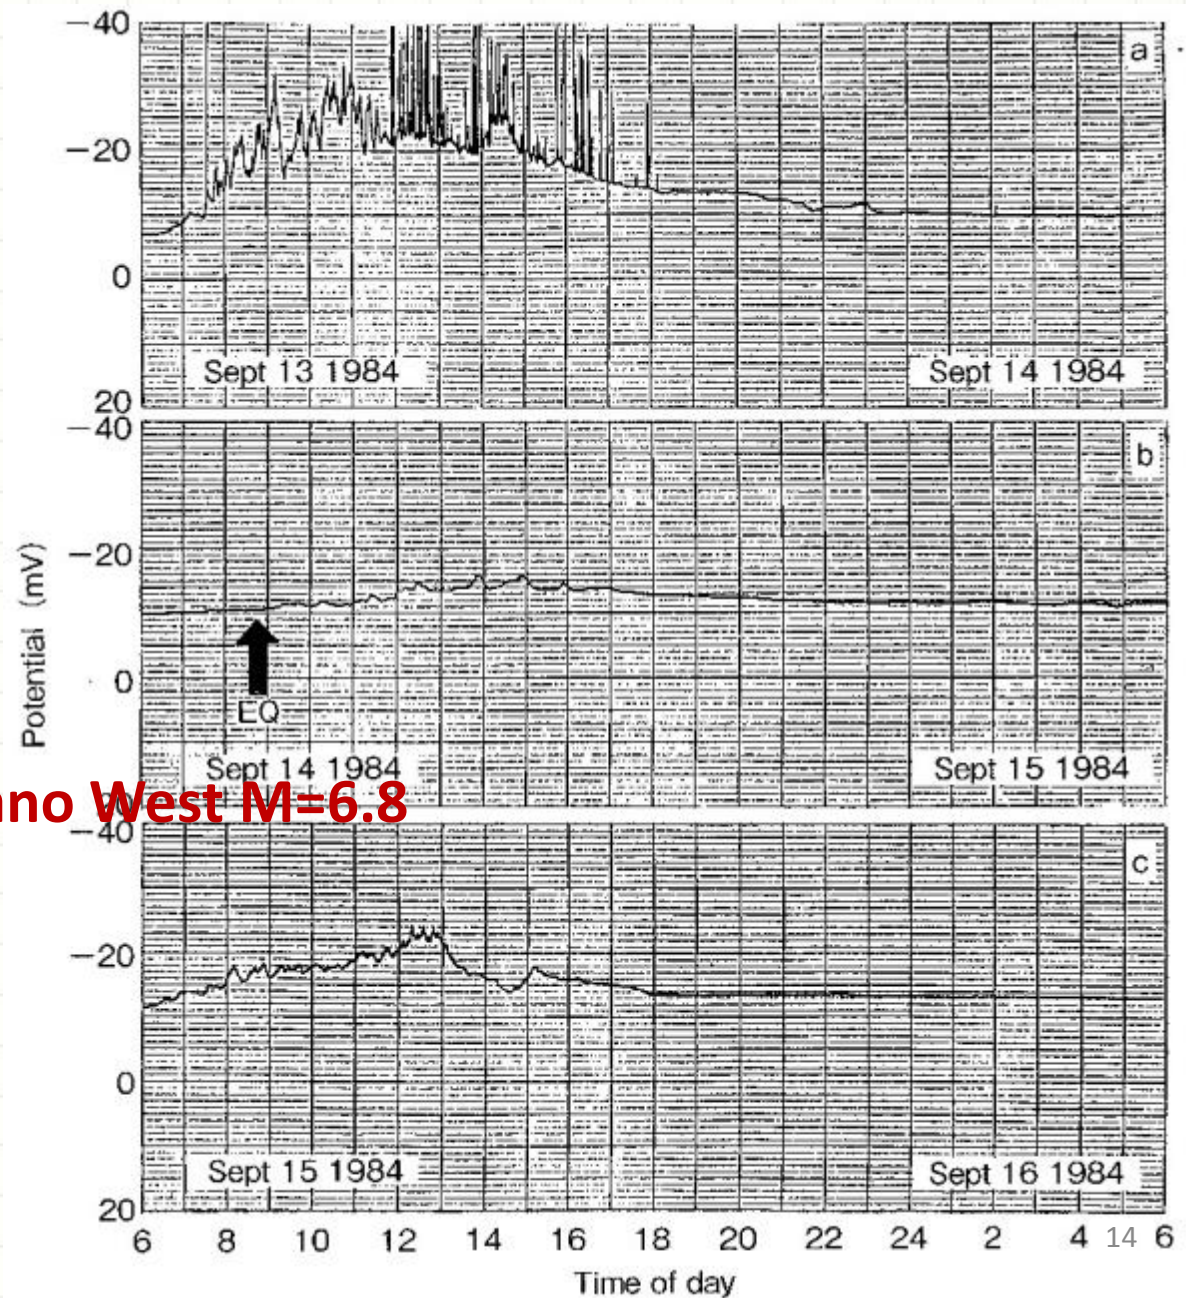 −40
a
−20
0
Sept 13 1984
Sept 14 1984
20
−40
b
−20
Potential (mV)
0
EQ
Sept 14 1984
Sept 15 1984
West M=6.8
−40
c
−20
0
Sept 15 1984
Sept 16 1984
20
6 8 10 12 14 16 18 20 22 24 2 4 14 6
Time of day